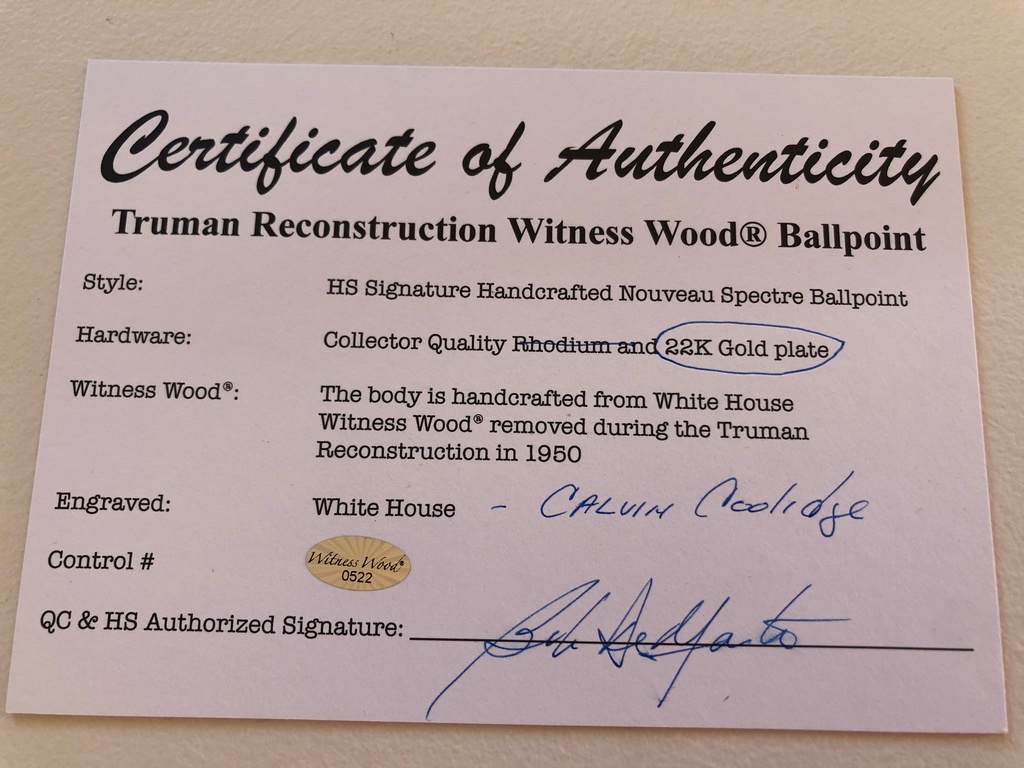 Certificate of Authenticity
Truman Reconstruction Witness Wood® Ballpoint
Style: HS Signature Handcrafted Nouveau Spectre Ballpoint
Hardware: Collector Quality Rhodium and 22K Gold plate
Witness Wood®: The body is handcrafted from White House
Witness Wood® removed during the Truman
Reconstruction in 1950
Engraved: White House - CALVIN Coolidge
Control # Witness Wood®
0522
QC & HS Authorized Signature: